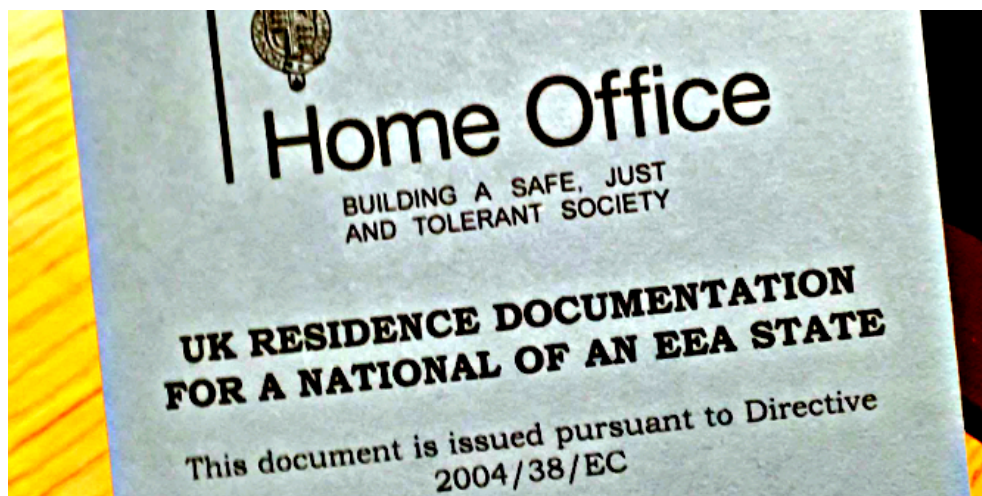 Home Office
BUILDING A SAFE, JUST
AND TOLERANT SOCIETY
UK RESIDENCE DOCUMENTATION
FOR A NATIONAL OF AN EEA STATE
This document is issued pursuant to Directive
2004/38/EC